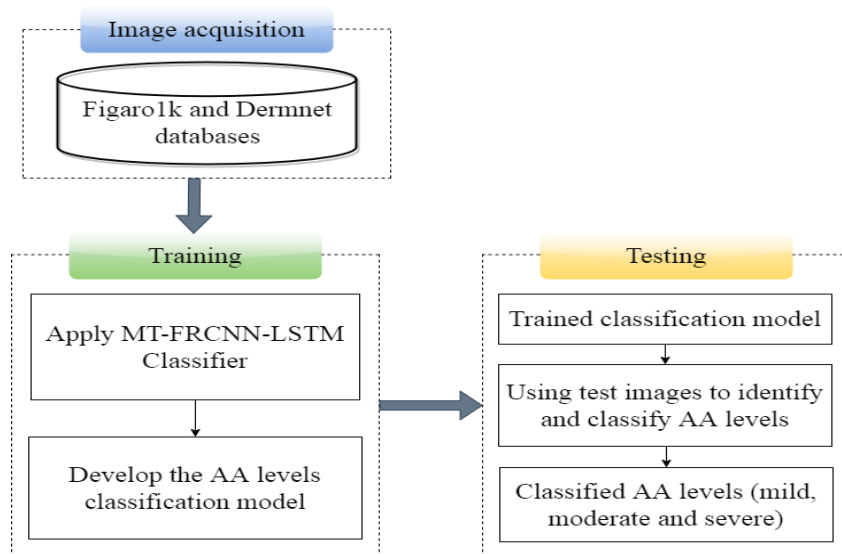 Image acquisition
Figaro1k and Dermnet
databases
Training
Apply MT-FRCNN-LSTM
Classifier
Develop the AA levels
classification model
Testing
Trained classification model
Using test images to identify
and classify AA levels
Classified AA levels (mild,
moderate and severe)